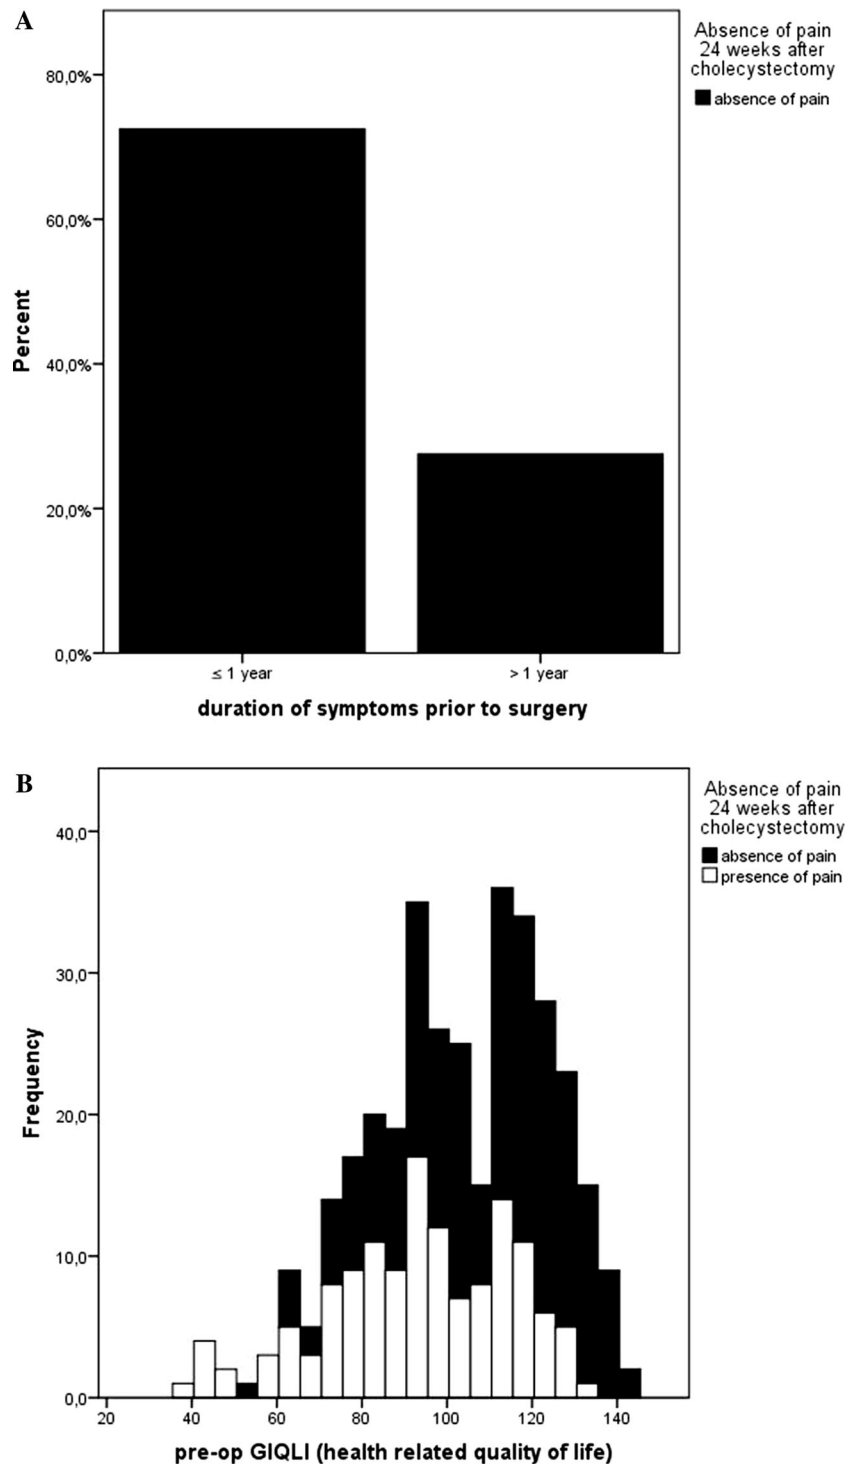 A
Absence of pain
24 weeks after
cholecystectomy
absence of pain
80,0%
60,0%
40,0%
20,0%
0,0%
Percent
≤ 1 year
> 1 year
duration of symptoms prior to surgery
B
Absence of pain
24 weeks after
cholecystectomy
absence of pain
presence of pain
40,0
30,0
20,0
10,0
0,0
Frequency
20 40 60 80 100 120 140
pre-op GIQLI (health related quality of life)